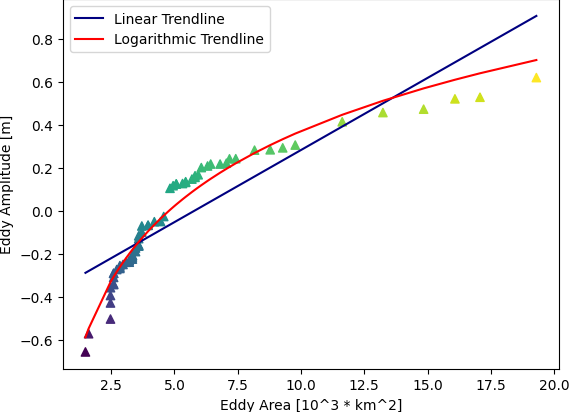 Linear Trendline
Logarithmic Trendline
0.8
0.6
0.4
0.2
0.0
−0.2
−0.4
−0.6
Eddy Amplitude [m]
2.5 5.0 7.5 10.0 12.5 15.0 17.5 20.0
Eddy Area [10^3 * km^2]